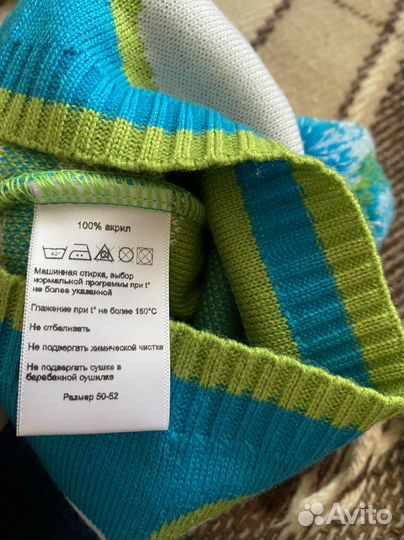 100% акрил
40°
Машинная стирка, выбор
нормальной программы при t°
не более указанной
Глажение при t° не более 150°C
Не отбеливать
Не подвергать химической чистке
Не подвергать сушке в
барабанной сушилке
Размер 50-52
Avito